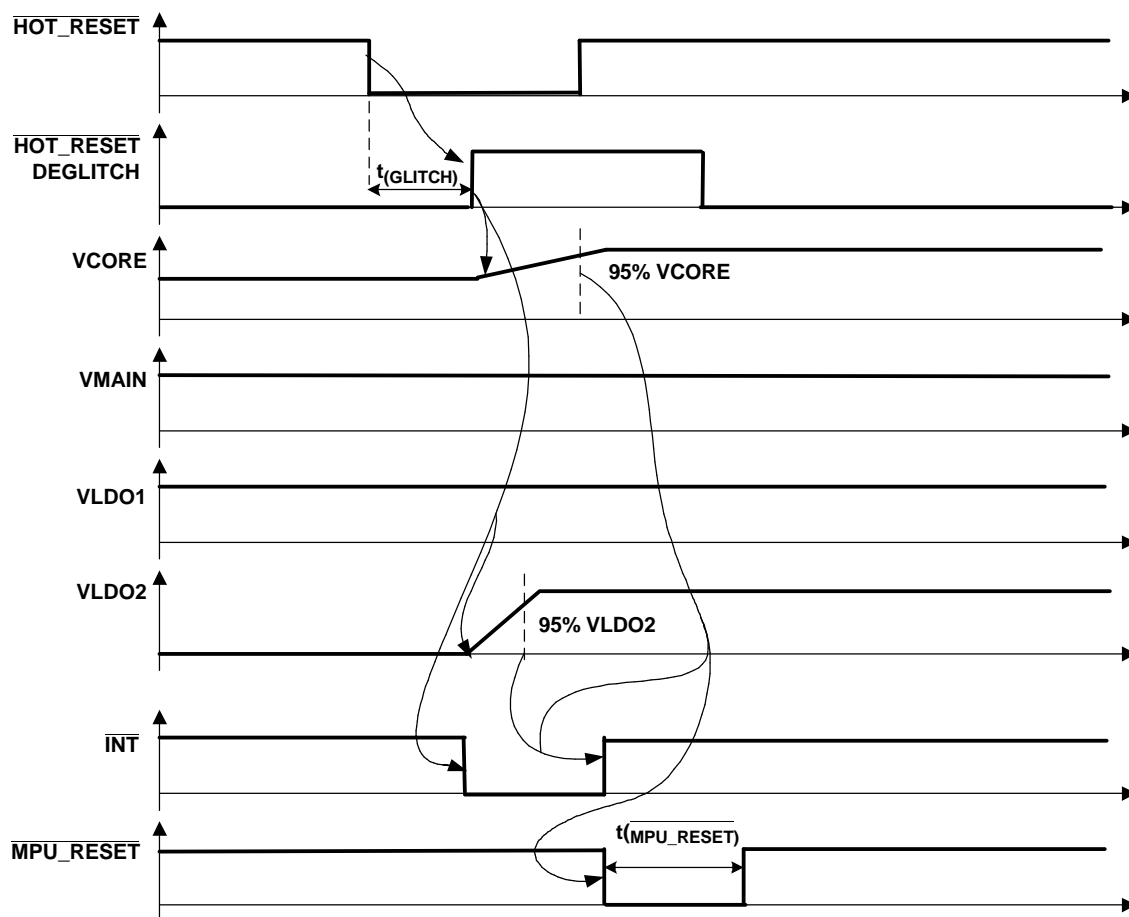 HOT_RESET
HOT_RESET
DEGLITCH
t(GLITCH)
VCORE
95% VCORE
VMAIN
VLDO1
VLDO2
95% VLDO2
INT
t(MPU_RESET)
MPU_RESET